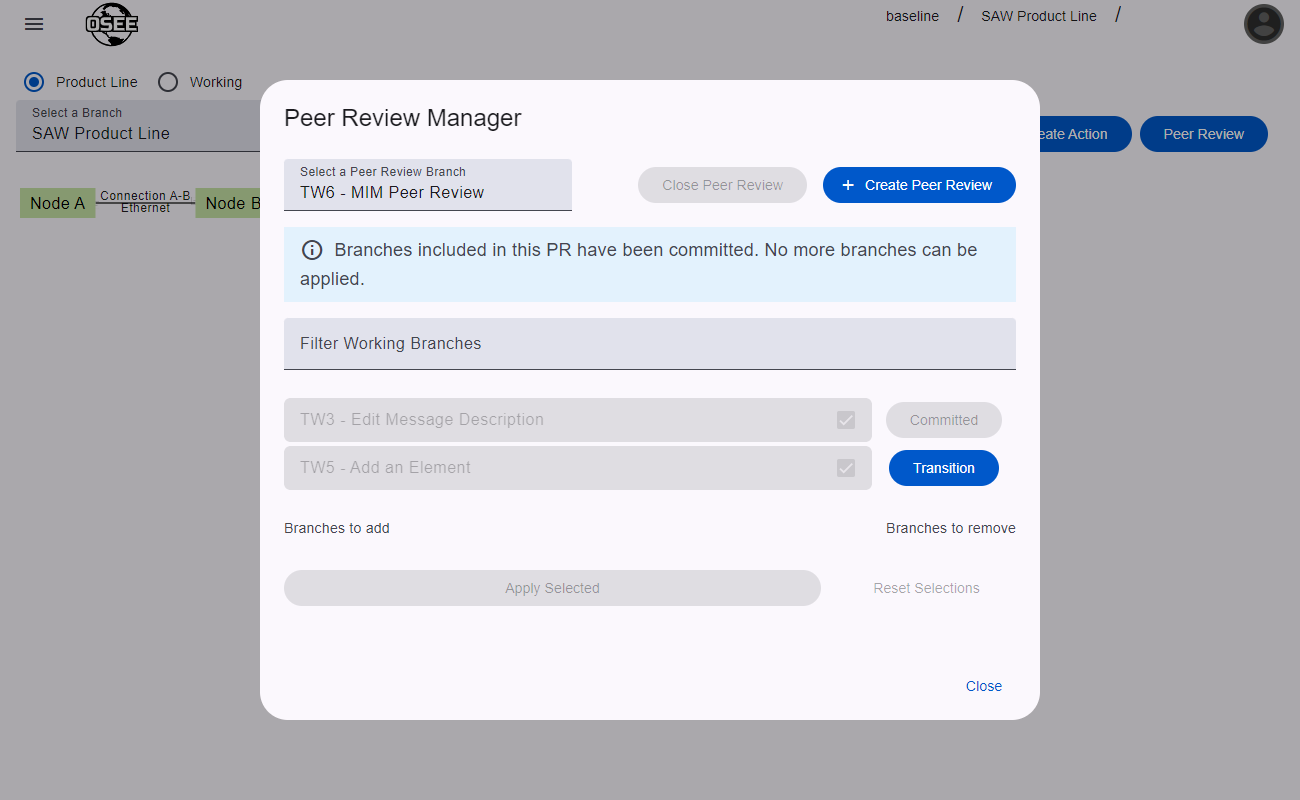 OSEE
baseline / SAW Product Line /
Product Line Working
Select a Branch
SAW Product Line
eate Action Peer Review
Node A Connection A-B Node B
Ethernet
Peer Review Manager
Select a Peer Review Branch
TW6 - MIM Peer Review
Close Peer Review + Create Peer Review
Branches included in this PR have been committed. No more branches can be
applied.
Filter Working Branches
TW3 - Edit Message Description Committed
TW5 - Add an Element Transition
Branches to add Branches to remove
Apply Selected Reset Selections
Close